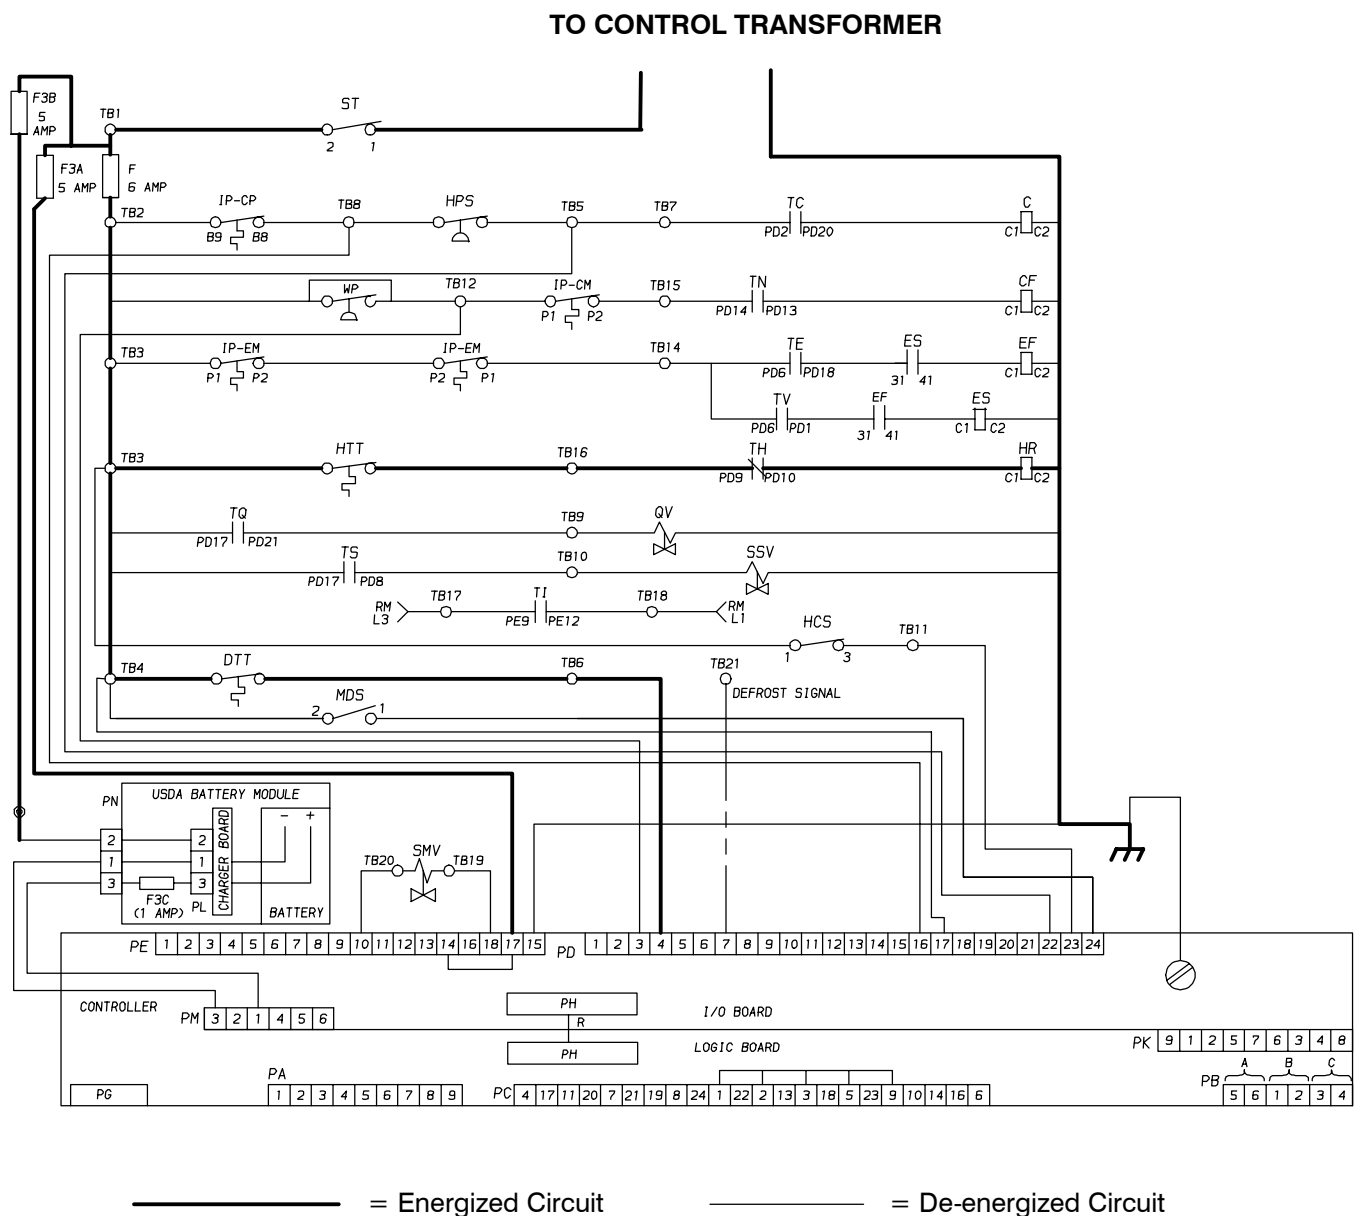 TO CONTROL TRANSFORMER
F3B
5
AMP
TB1
ST
2 1
F3A
5 AMP
F
6 AMP
TB2
IP-CP
B9 B8
TB8
HPS
TB5
TB7
TC
PD2 PD20
C
C1 C2
WP
TB12
IP-CM
P1 P2
TB15
TN
PD14 PD13
CF
C1 C2
TB3
IP-EM
P1 P2
IP-EM
P2 P1
TB14
TE
PD6 PD18
ES
31 41
EF
C1 C2
TV
PD6 PD1
EF
31 41
ES
C1 C2
TB3
HTT
TB16
TH
PD9 PD10
HR
C1 C2
TQ
PD17 PD21
TB9
QV
TS
PD17 PD8
TB10
SSV
RM
L3
TB17
TI
PE9 PE12
TB18
RM
L1
HCS
1 3
TB11
TB4
DTT
TB6
TB21
DEFROST SIGNAL
MDS
2 1
PN
USDA BATTERY MODULE
2
1
3
F3C
(1 AMP)
2
1
3
PL
CHARGER BOARD
- +
BATTERY
TB20
SMV
TB19
PE 1 2 3 4 5 6 7 8 9 10 11 12 13 14 16 18 17 15
PD 1 2 3 4 5 6 7 8 9 10 11 12 13 14 15 16 17 18 19 20 21 22 23 24
CONTROLLER
PM 3 2 1 4 5 6
PH
R
PH
I/O BOARD
LOGIC BOARD
PK 9 1 2 5 7 6 3 4 8
PG
PA
1 2 3 4 5 6 7 8 9
PC 4 17 11 20 7 21 19 8 24 1 22 2 13 3 18 5 23 9 10 14 16 6
A B C
PB 5 6 1 2 3 4
= Energized Circuit
= De-energized Circuit